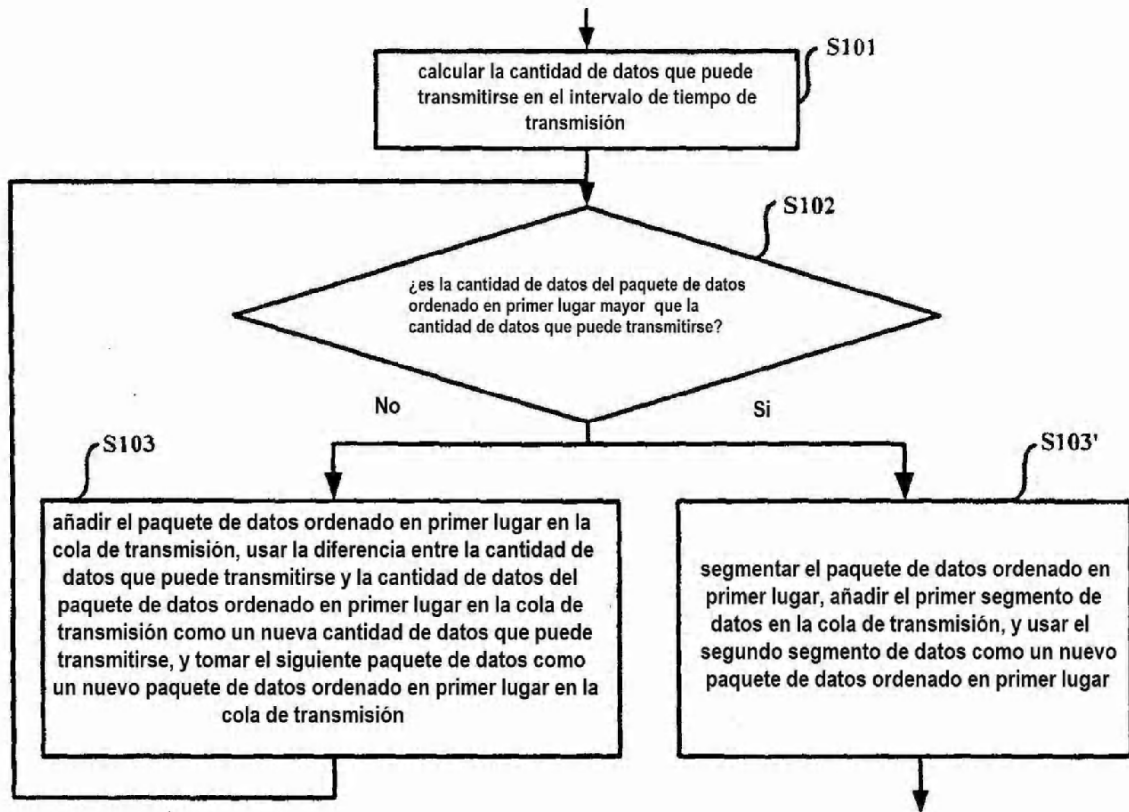 S101
calcular la cantidad de datos que puede
transmitirse en el intervalo de tiempo de
transmisión
S102
¿es la cantidad de datos del paquete de datos
ordenado en primer lugar mayor que la
cantidad de datos que puede transmitirse?
No
Si
S103
S103'
añadir el paquete de datos ordenado en primer lugar en la
cola de transmisión, usar la diferencia entre la cantidad de
datos que puede transmitirse y la cantidad de datos del
paquete de datos ordenado en primer lugar en la cola de
transmisión como un nueva cantidad de datos que puede
transmitirse, y tomar el siguiente paquete de datos como
un nuevo paquete de datos ordenado en primer lugar en la
cola de transmisión
segmentar el paquete de datos ordenado en
primer lugar, añadir el primer segmento de
datos en la cola de transmisión, y usar el
segundo segmento de datos como un nuevo
paquete de datos ordenado en primer lugar